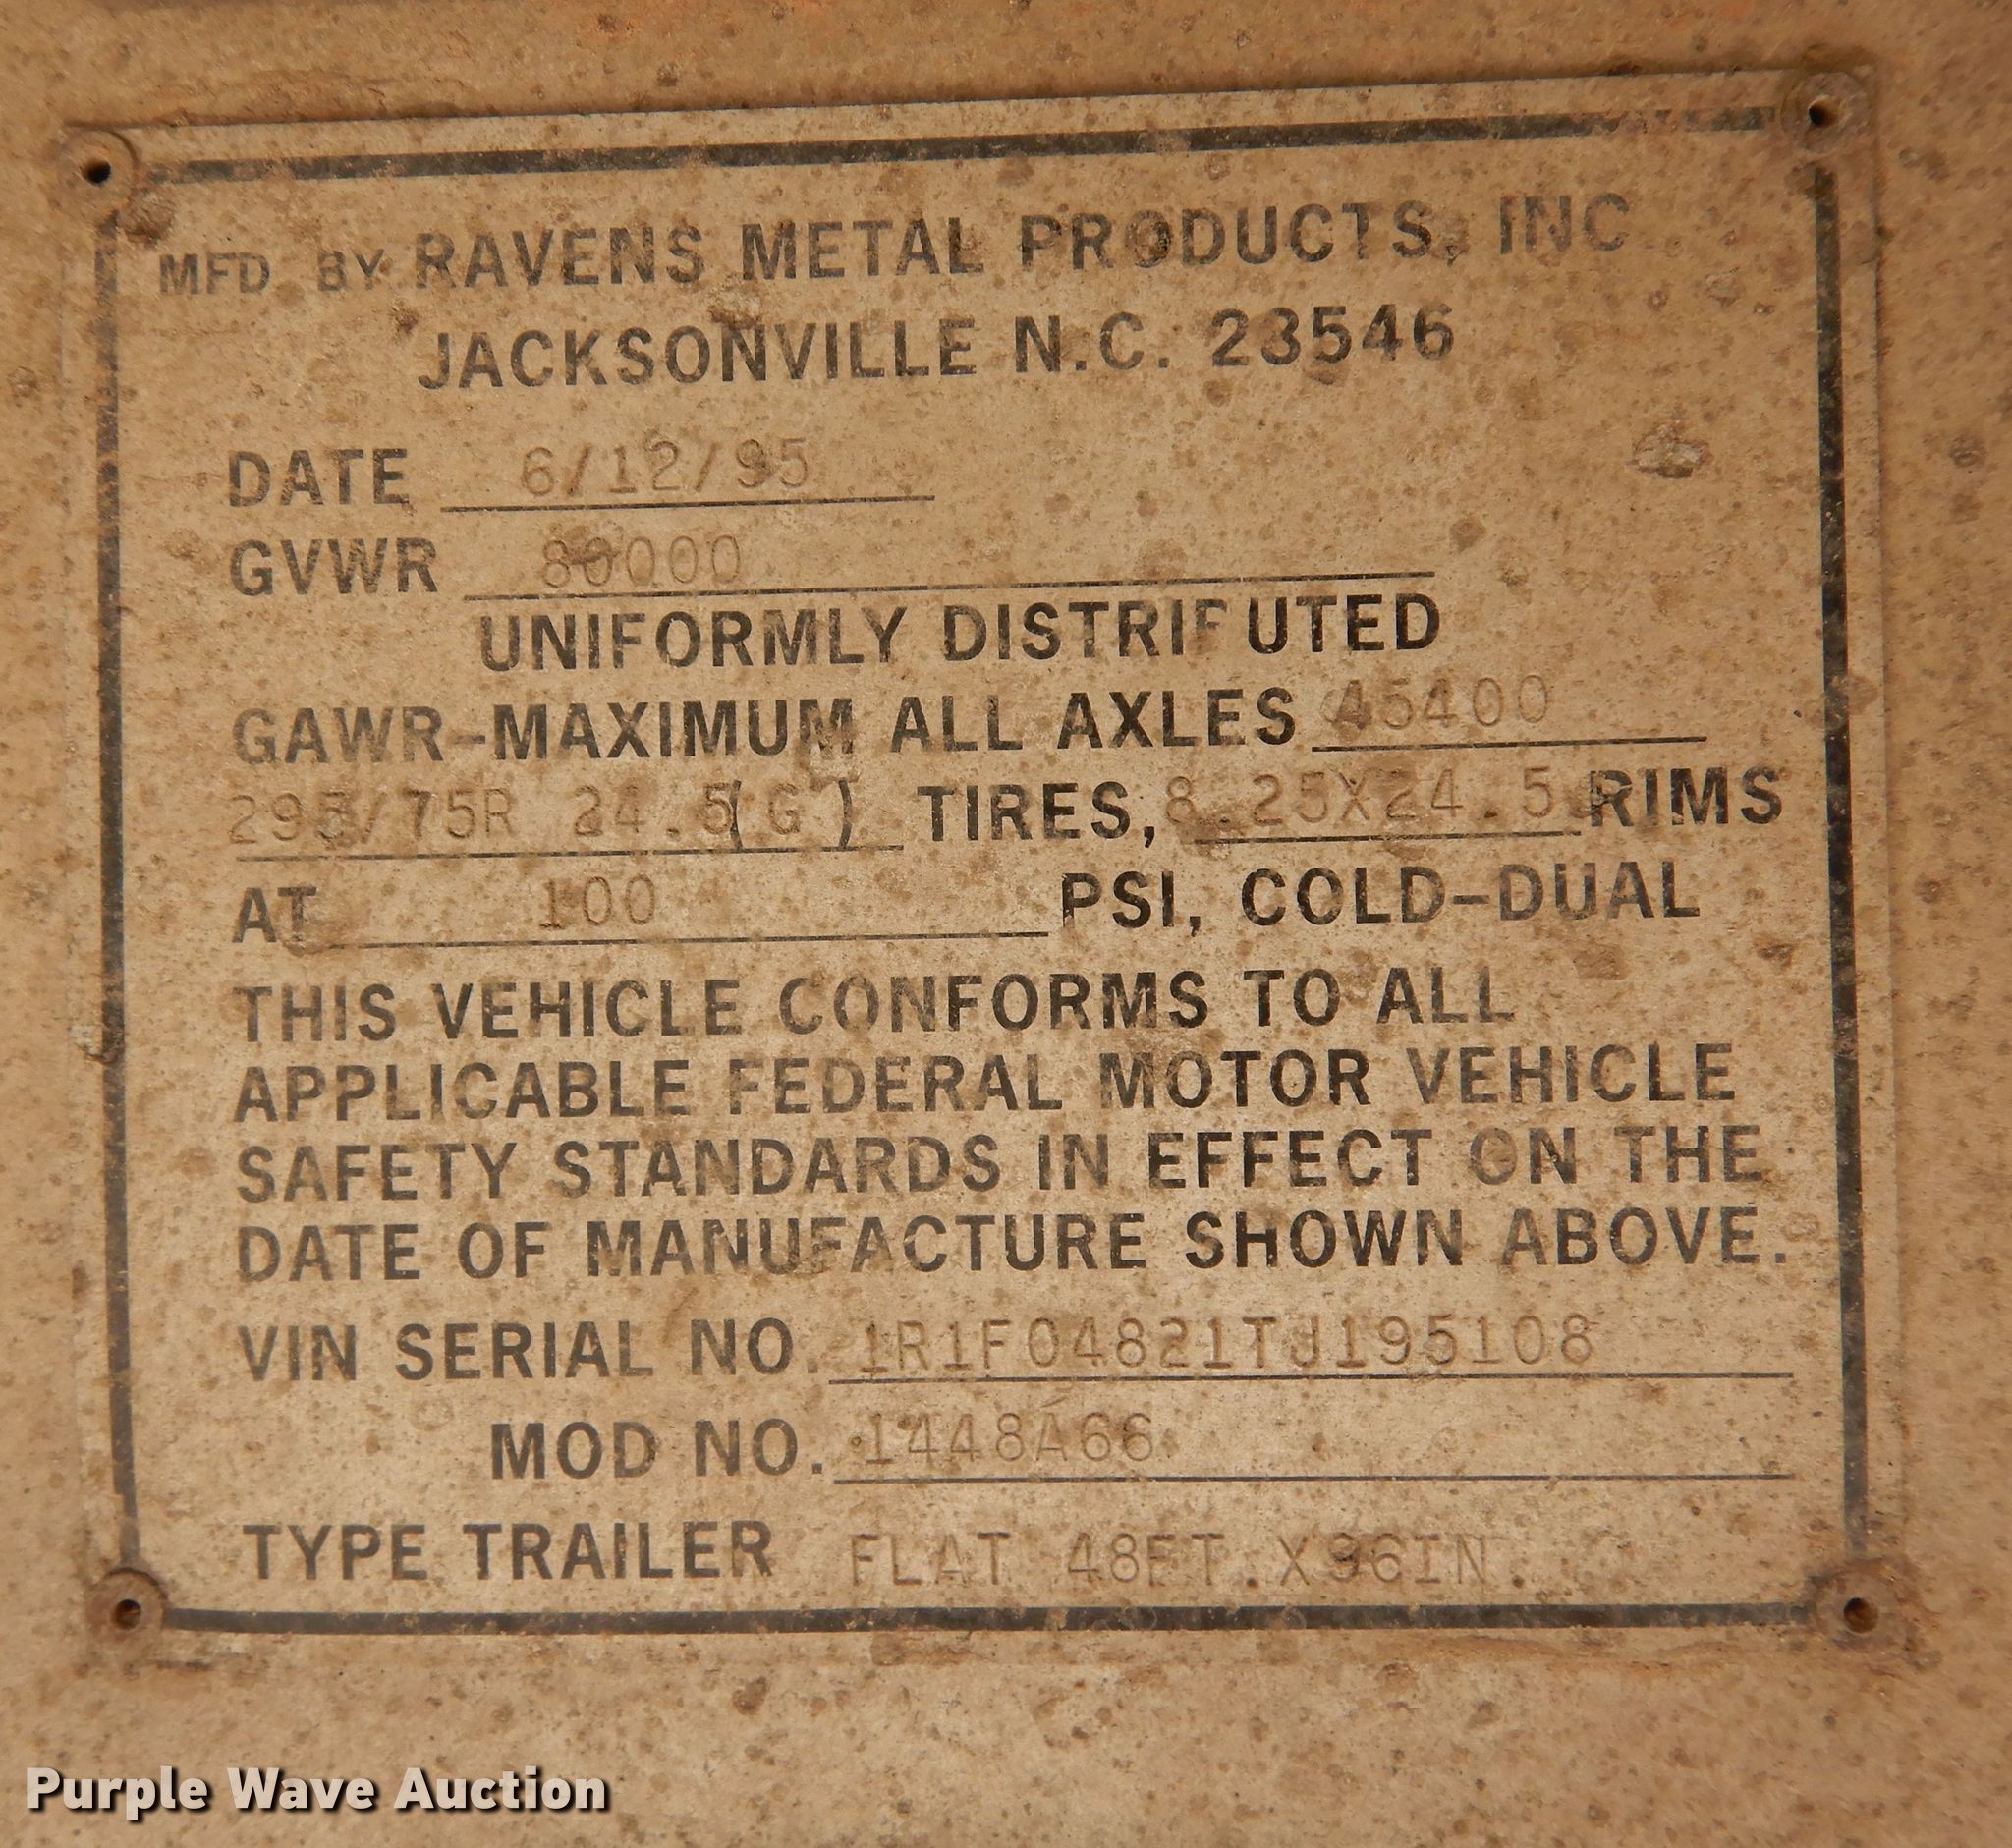 MFD BY RAVENS METAL PRODUCTS, INC
JACKSONVILLE N.C. 23546
DATE 6/12/95
GVWR 80000
UNIFORMLY DISTRIBUTED
GAWR-MAXIMUM ALL AXLES 45400
295/75R 24.5(G) TIRES, 8.25X24.5 RIMS
AT 100 PSI, COLD-DUAL
THIS VEHICLE CONFORMS TO ALL
APPLICABLE FEDERAL MOTOR VEHICLE
SAFETY STANDARDS IN EFFECT ON THE
DATE OF MANUFACTURE SHOWN ABOVE.
VIN SERIAL NO. 1R1F04821TJ195108
MOD NO. 1448A66
TYPE TRAILER FLAT 48FT.X96IN.
Purple Wave Auction